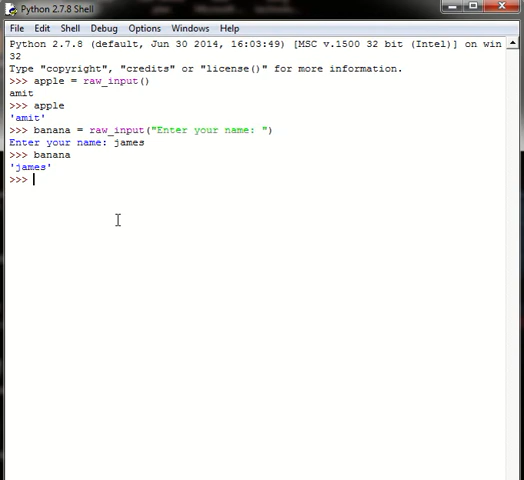 Python 2.7.8 Shell
File Edit Shell Debug Options Windows Help
Python 2.7.8 (default, Jun 30 2014, 16:03:49) [MSC v.1500 32 bit (Intel)] on win
32
Type "copyright", "credits" or "license()" for more information.
>>> apple = raw_input()
amit
>>> apple
'amit'
>>> banana = raw_input("Enter your name: ")
Enter your name: james
>>> banana
'james'
>>>